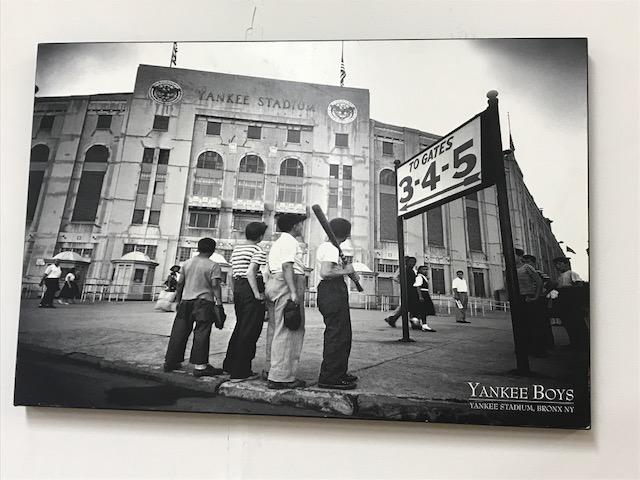 YANKEE STADIUM
TO GATES
3-4-5
YANKEE BOYS
YANKEE STADIUM, BRONX NY